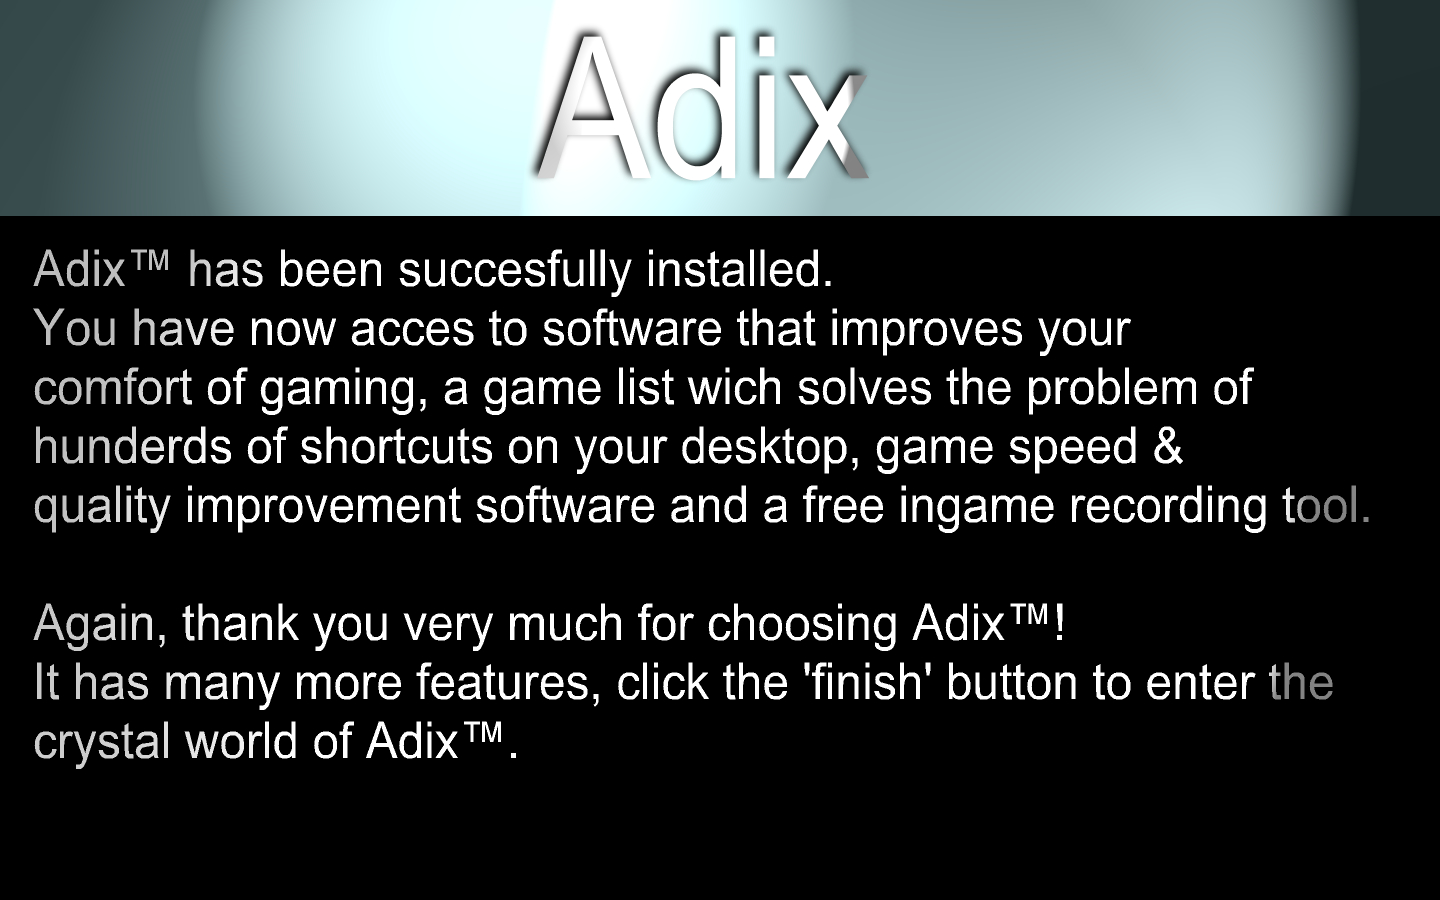 Adix
Adix™ has been succesfully installed.
You have now acces to software that improves your
comfort of gaming, a game list wich solves the problem of
hunderds of shortcuts on your desktop, game speed &
quality improvement software and a free ingame recording tool.
Again, thank you very much for choosing Adix™!
It has many more features, click the 'finish' button to enter the
crystal world of Adix™.